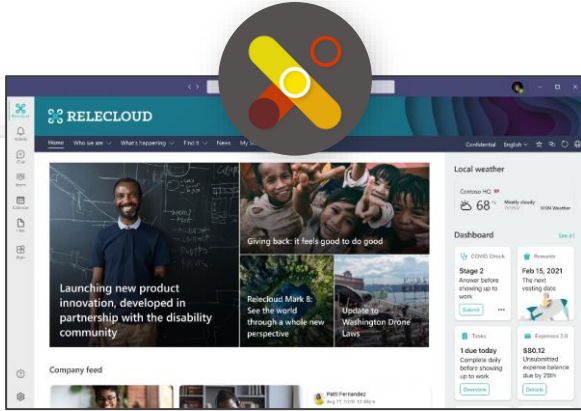 RELECLOUD
Home Who we are What's happening Find it News
Confidential English
Local weather
Contoso HQ
68
Mostly cloudy
MSN Weather
Giving back: it feels good to do good
Launching new product
innovation, developed in
partnership with the disability
community
Relecloud Mark 8:
See the world
through a whole new
perspective
Update to
Washington Drone
Laws
Dashboard
See all
COVID Check
Stage 2
Answer before
showing up to
work
Submit
Rewards
Feb 15, 2021
The next
vesting date
Tasks
1 due today
Complete daily
before showing
up to work
Overview
Expenses 2.0
$80.12
Unsubmitted
expense balance
due by 25th
Details
Company feed
Patti Fernandez